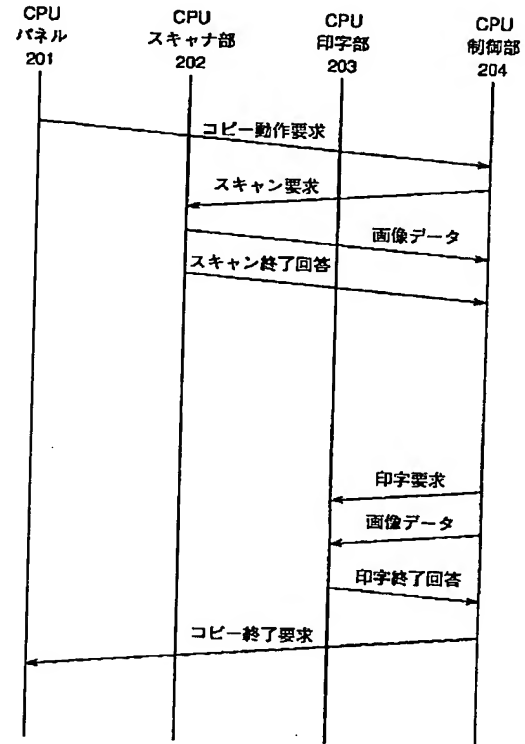 CPU
パネル
201
CPU
スキャナ部
202
CPU
印字部
203
CPU
制御部
204
コピー動作要求
スキャン要求
画像データ
スキャン終了回答
印字要求
画像データ
印字終了回答
コピー終了要求